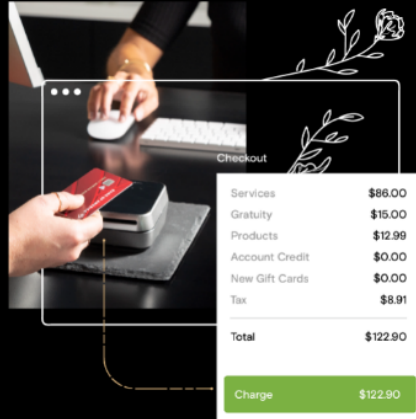 Checkout
Services $86.00
Gratuity $15.00
Products $12.99
Account Credit $0.00
New Gift Cards $0.00
Tax $8.91
Total $122.90
Charge $122.90